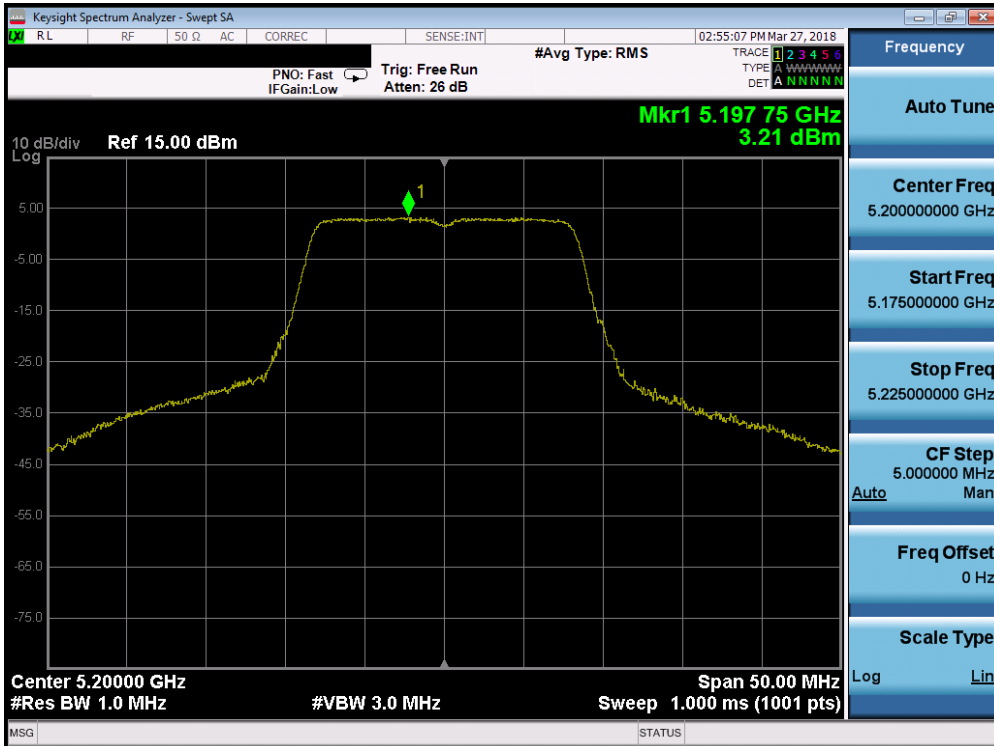 Keysight Spectrum Analyzer - Swept SA
LXI RL RF 50 Ω AC CORREC SENSE:INT 02:55:07 PM Mar 27, 2018
#Avg Type: RMS
TRACE 1 2 3 4 5 6
TYPE A WWWWW
DET A N N N N N
PNO: Fast
IFGain:Low
Trig: Free Run
Atten: 26 dB
Mkr1 5.197 75 GHz
3.21 dBm
10 dB/div
Log
Ref 15.00 dBm
1
5.00
-5.00
-15.0
-25.0
-35.0
-45.0
-55.0
-65.0
-75.0
Center 5.20000 GHz
Span 50.00 MHz
#Res BW 1.0 MHz
#VBW 3.0 MHz
Sweep 1.000 ms (1001 pts)
MSG
STATUS
Frequency
Auto Tune
Center Freq
5.200000000 GHz
Start Freq
5.175000000 GHz
Stop Freq
5.225000000 GHz
CF Step
5.000000 MHz
Auto Man
Freq Offset
0 Hz
Scale Type
Log Lin